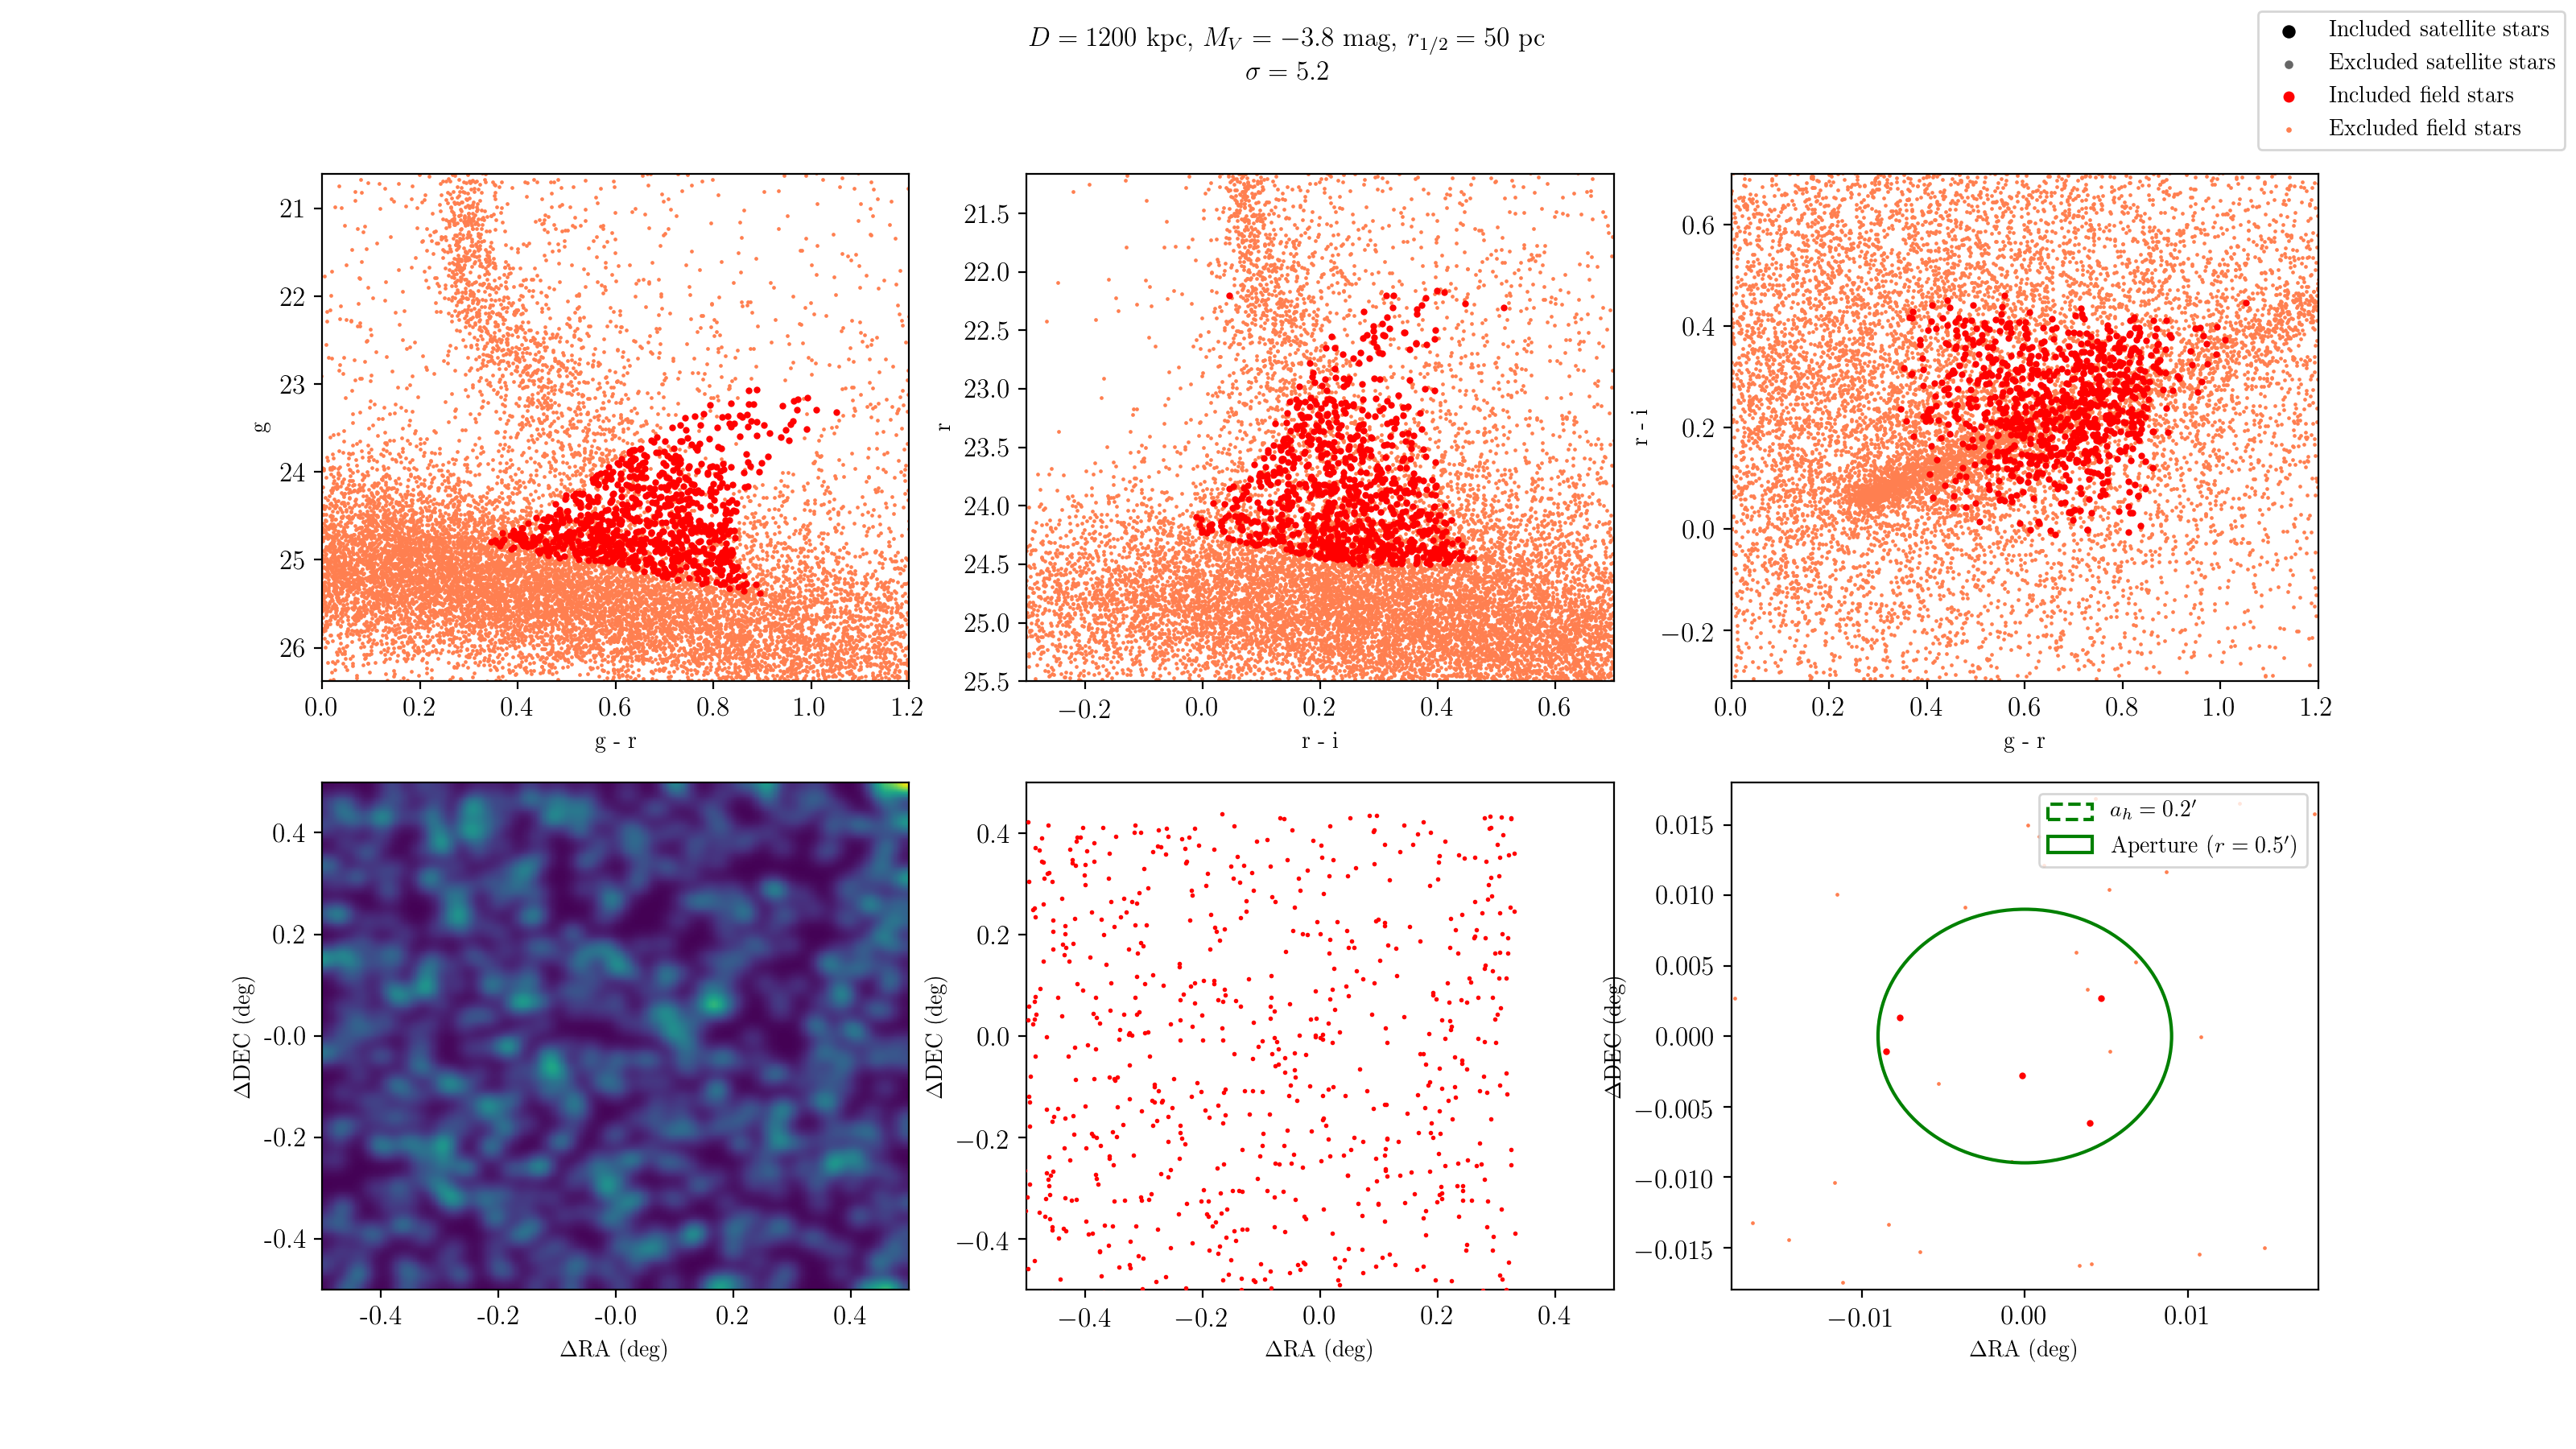 D = 1200 kpc, M_V = −3.8 mag, r_{1/2} = 50 pc
σ = 5.2
Included satellite stars
Excluded satellite stars
Included field stars
Excluded field stars
21
22
23
24
25
26
g
0.0 0.2 0.4 0.6 0.8 1.0 1.2
g - r
21.5
22.0
22.5
23.0
23.5
24.0
24.5
25.0
25.5
r
−0.2 0.0 0.2 0.4 0.6
r - i
0.6
0.4
0.2
0.0
−0.2
r - i
0.0 0.2 0.4 0.6 0.8 1.0 1.2
g - r
0.4
0.2
-0.0
-0.2
-0.4
ΔDEC (deg)
-0.4 -0.2 -0.0 0.2 0.4
ΔRA (deg)
0.4
0.2
0.0
−0.2
−0.4
ΔDEC (deg)
−0.4 −0.2 0.0 0.2 0.4
ΔRA (deg)
a_h = 0.2′
Aperture (r = 0.5′)
0.015
0.010
0.005
0.000
−0.005
−0.010
−0.015
ΔDEC (deg)
−0.01 0.00 0.01
ΔRA (deg)